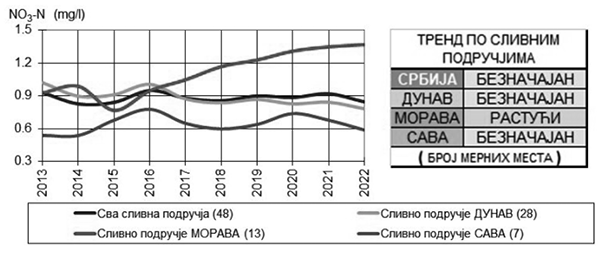 NO3-N (mg/l)
1.5
1.2
0.9
0.6
0.3
2013
2014
2015
2016
2017
2018
2019
2020
2021
2022
Сва сливна подручја (48)
Сливно подручје ДУНАВ (28)
Сливно подручје МОРАВА (13)
Сливно подручје САВА (7)
ТРЕНД ПО СЛИВНИМ
ПОДРУЧЈИМА
СРБИЈА БЕЗНАЧАЈАН
ДУНАВ БЕЗНАЧАЈАН
МОРАВА РАСТУЋИ
САВА БЕЗНАЧАЈАН
( БРОЈ МЕРНИХ МЕСТА )